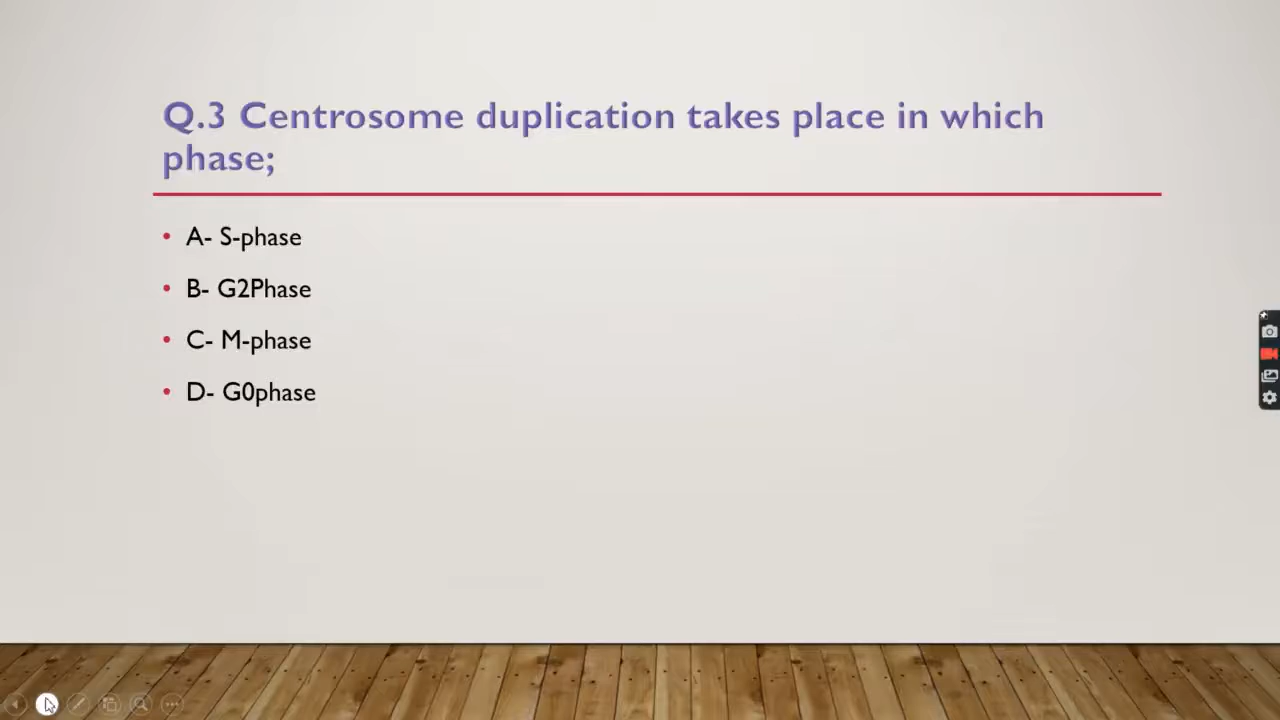 Q.3 Centrosome duplication takes place in which
phase;
• A- S-phase
• B- G2Phase
• C- M-phase
• D- G0phase